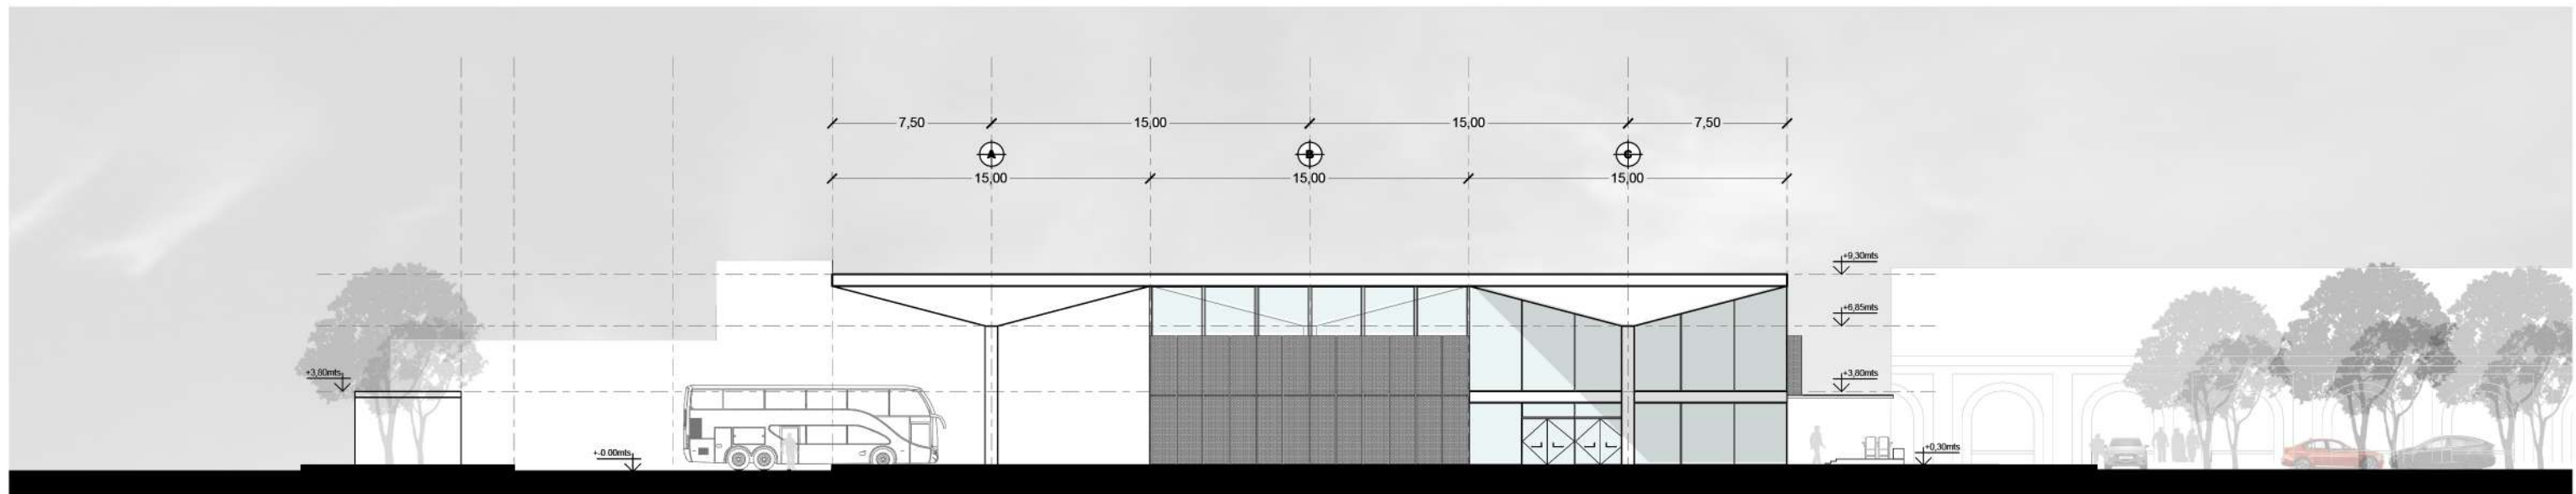 7,50 15,00 15,00 7,50
A B C
15,00 15,00 15,00
+9,30mts
+6,85mts
+3,80mts +3,80mts
+0,30mts
+-0.00mts